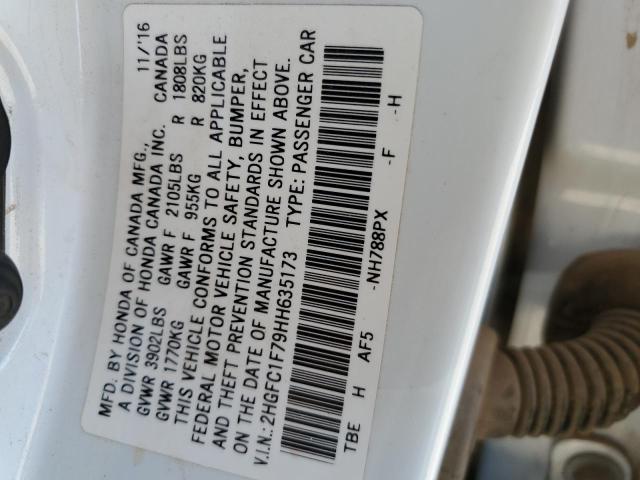 MFD. BY HONDA OF CANADA MFG., 11/'16
A DIVISION OF HONDA CANADA INC. CANADA
GVWR 3902LBS GAWR F 2105LBS R 1808LBS
GVWR 1770KG GAWR F 955KG R 820KG
THIS VEHICLE CONFORMS TO ALL APPLICABLE
FEDERAL MOTOR VEHICLE SAFETY, BUMPER,
AND THEFT PREVENTION STANDARDS IN EFFECT
ON THE DATE OF MANUFACTURE SHOWN ABOVE.
V.I.N.:2HGFC1F79HH635173 TYPE: PASSENGER CAR
TBE H AF5 -NH788PX -F -H